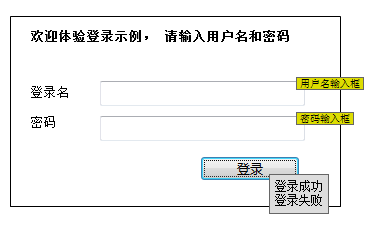 欢迎体验登录示例， 请输入用户名和密码
用户名输入框
登录名
密码输入框
密码
登录
登录成功
登录失败